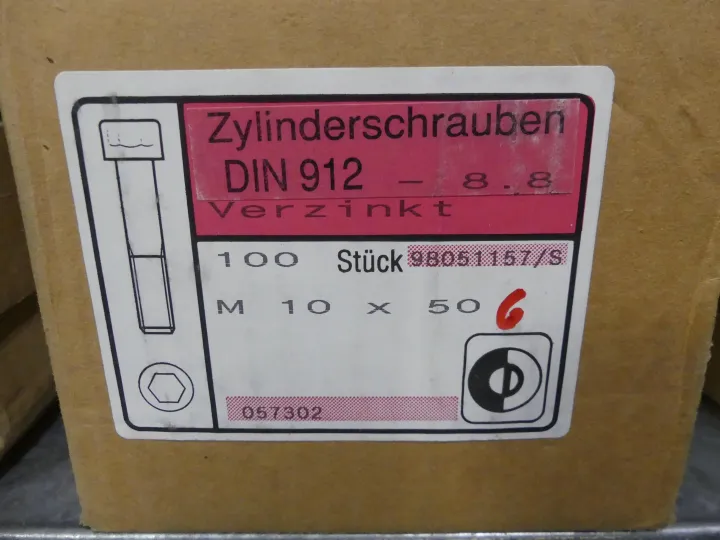 Zylinderschrauben
DIN 912 - 8.8
Verzinkt
100 Stück 98051157/S
M 10 x 50 6
057302